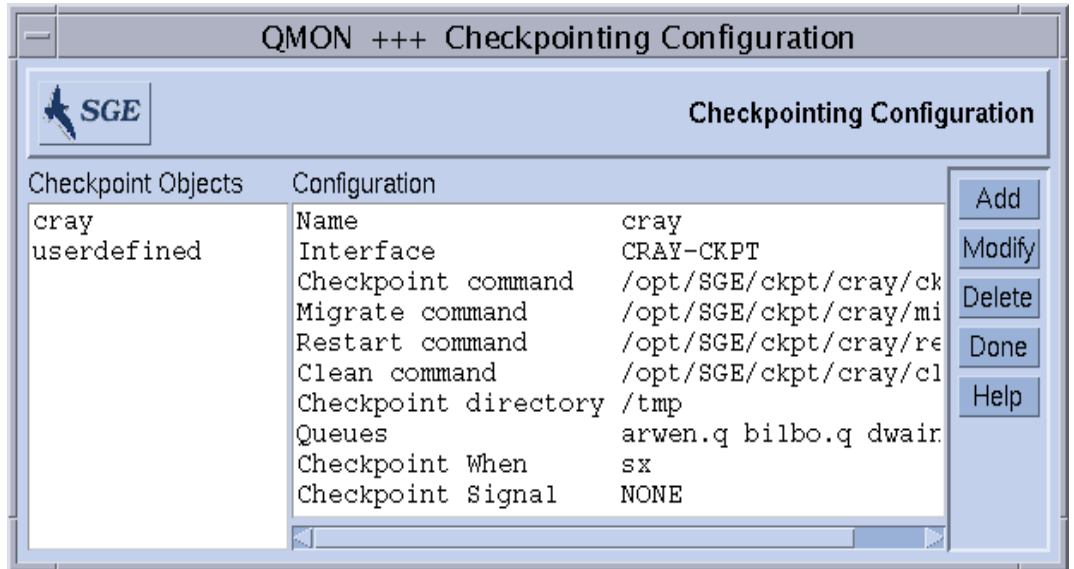 QMON +++ Checkpointing Configuration
SGE
Checkpointing Configuration
Checkpoint Objects
cray
userdefined
Configuration
Name cray
Interface CRAY-CKPT
Checkpoint command /opt/SGE/ckpt/cray/ck
Migrate command /opt/SGE/ckpt/cray/mi
Restart command /opt/SGE/ckpt/cray/re
Clean command /opt/SGE/ckpt/cray/cl
Checkpoint directory /tmp
Queues arwen.q bilbo.q
Checkpoint When sx
Checkpoint Signal NONE
Add
Modify
Delete
Done
Help